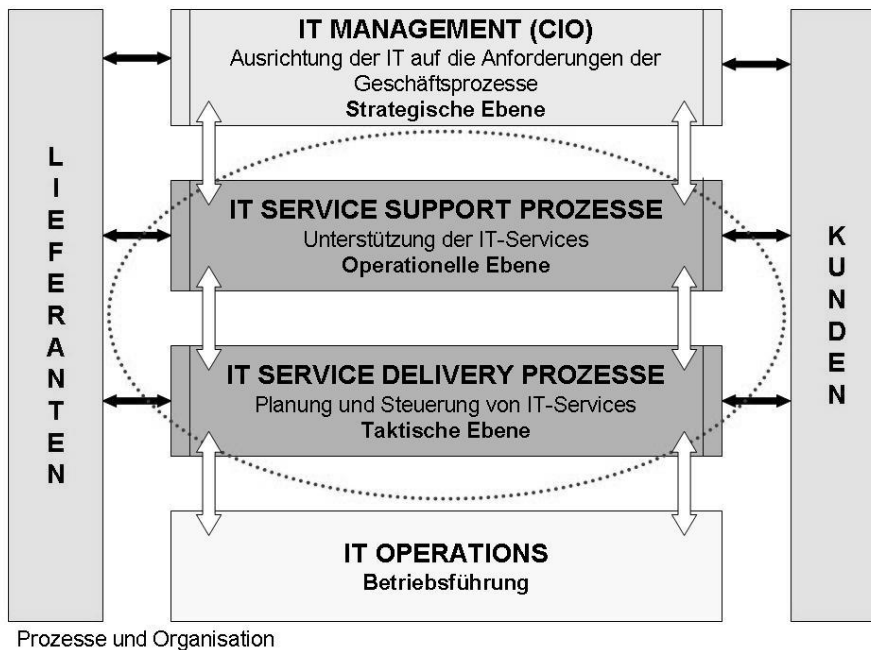 LIEFERANTEN
IT MANAGEMENT (CIO)
Ausrichtung der IT auf die Anforderungen der
Geschäftsprozesse
Strategische Ebene
IT SERVICE SUPPORT PROZESSE
Unterstützung der IT-Services
Operationelle Ebene
IT SERVICE DELIVERY PROZESSE
Planung und Steuerung von IT-Services
Taktische Ebene
IT OPERATIONS
Betriebsführung
KUNDEN
Prozesse und Organisation